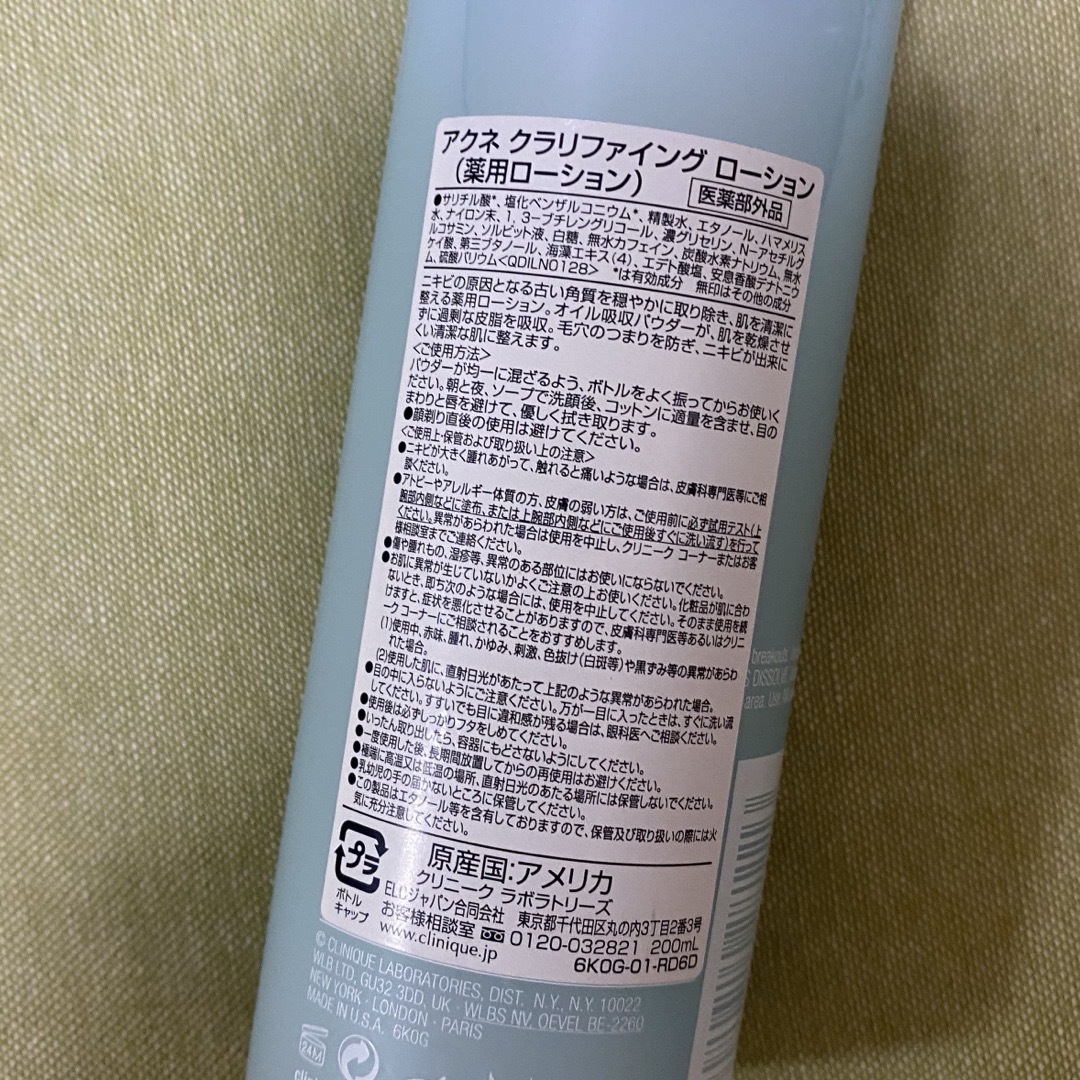 アクネ クラリファイング ローション
(薬用ローション) 医薬部外品
●サリチル酸*、塩化ベンザルコニウム*、精製水、エタノール、ハマメリス
水、ナイロン末、1, 3-ブチレングリコール、濃グリセリン、N-アセチルグ
ルコサミン、ソルビット液、白糖、無水カフェイン、炭酸水素ナトリウム、無水
ケイ酸、第三ブタノール、海藻エキス(4)、エデト酸塩、安息香酸デナトニウ
ム、硫酸バリウム<QDILN0128> *は有効成分 無印はその他の成分
ニキビの原因となる古い角質を穏やかに取り除き、肌を清潔に
整える薬用ローション。オイル吸収パウダーが、肌を乾燥させ
ずに過剰な皮脂を吸収。毛穴のつまりを防ぎ、ニキビが出来に
くい清潔な肌に整えます。
<ご使用方法>
パウダーが均一に混ざるよう、ボトルをよく振ってからお使いく
ださい。朝と夜、ソープで洗顔後、コットンに適量を含ませ、目の
まわりと唇を避けて、優しく拭き取ります。
●顔剃り直後の使用は避けてください。
<ご使用上・保管および取り扱い上の注意>
●ニキビが大きく腫れあがって、触れると痛いような場合は、皮膚科専門医等にご相
談ください。
●アトピーやアレルギー体質の方、皮膚の弱い方は、ご使用前に必ず試用テスト(上
腕部内側などに塗布、または上腕部内側などにご使用後すぐに洗い流す)を行って
ください。異常があらわれた場合は使用を中止し、クリニーク コーナーまたはお客
様相談室までご連絡ください。
●傷や腫れもの、湿疹等、異常のある部位にはお使いにならないでください。
●お肌に異常が生じていないかよくご注意の上お使いください。化粧品が肌に合わ
ないとき、即ち次のような場合には、使用を中止してください。そのまま使用を続
けますと、症状を悪化させることがありますので、皮膚科専門医等あるいはクリニ
ーク コーナーにご相談されることをおすすめします。
(1)使用中、赤味、腫れ、かゆみ、刺激、色抜け(白斑等)や黒ずみ等の異常があらわ
れた場合。
(2)使用した肌に、直射日光があたって上記のような異常があらわれた場合。
●目の中に入らないようにご注意ください。万が一目に入ったときは、すぐに洗い流
してください。すすいでも目に違和感が残る場合は、眼科医へご相談ください。
●使用後は必ずしっかりフタをしめてください。
●いったん取り出したら、容器にもどさないようにしてください。
●一度使用した後、長期間放置してからの再使用はお避けください。
●極端に高温又は低温の場所、直射日光のあたる場所には保管しないでください。
●乳幼児の手の届かないところに保管してください。
●この製品はエタノール等を含有しておりますので、保管及び取り扱いの際には火
気に充分注意してください。
プラ
ボトル
キャップ
原産国:アメリカ
クリニーク ラボラトリーズ
ELCジャパン合同会社 東京都千代田区丸の内3丁目2番3号
お客様相談室 0120-032821 200mL
www.clinique.jp
6K0G-01-RD6D
© CLINIQUE LABORATORIES, DIST. N.Y., N.Y. 10022
WLB LTD, GU32 3DD, UK · WLBS NV, OEVEL BE-2260
NEW YORK · LONDON · PARIS
MADE IN U.S.A. 6K0G
24M
breakouts.
area.